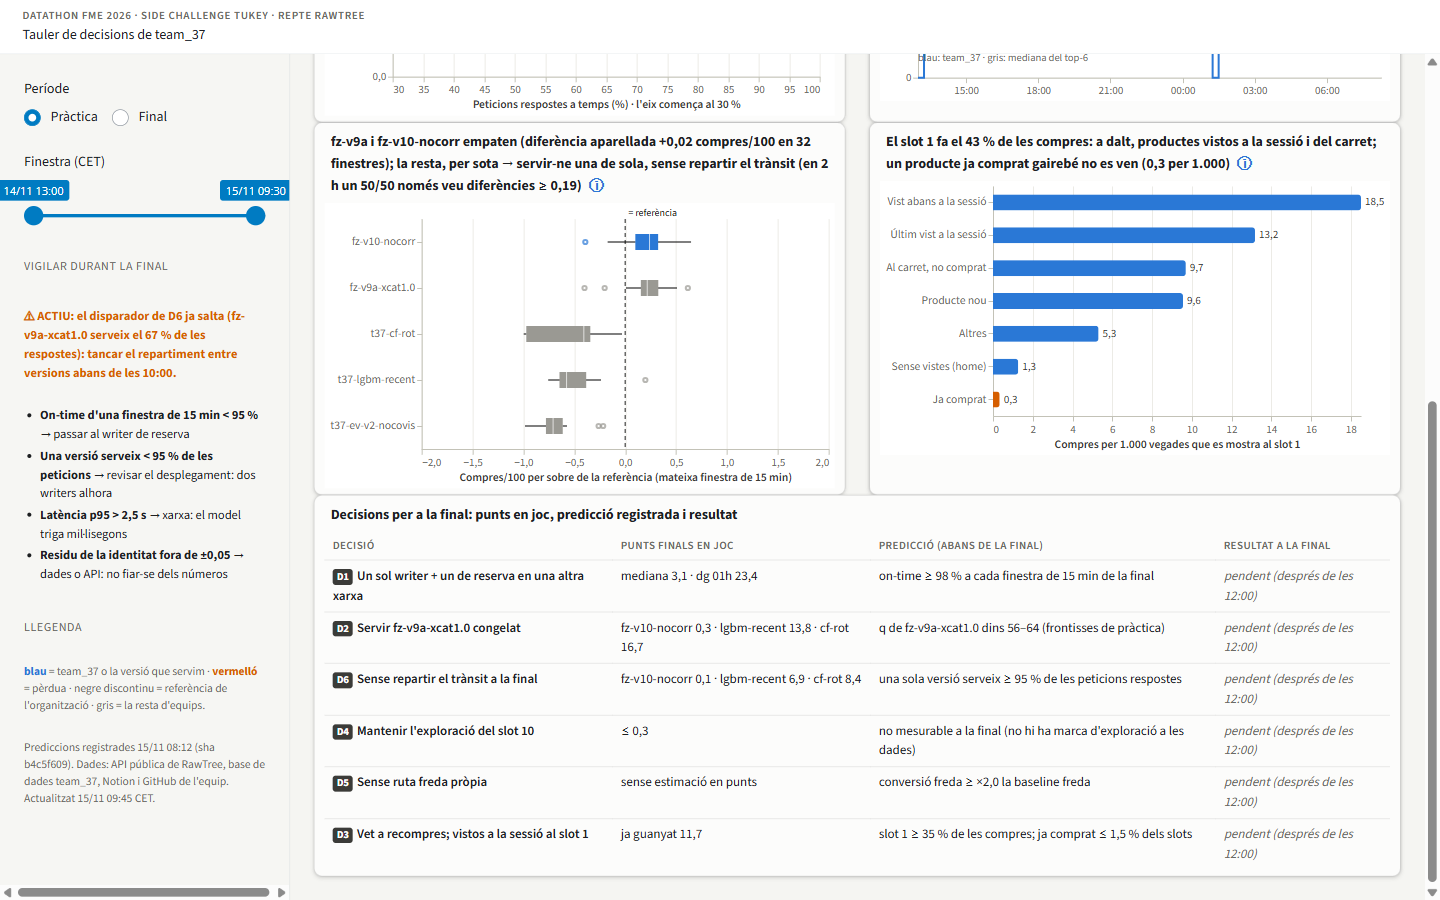 DATATHON FME 2026 · SIDE CHALLENGE TUKEY · REPTE RAWTREE
Tauler de decisions de team_37
Període
Pràctica
Final
Finestra (CET)
14/11 13:00
15/11 09:30
VIGILAR DURANT LA FINAL
⚠ ACTIU: el disparador de D6 ja salta (fz-
v9a-xcat1.0 serveix el 67 % de les
respostes): tancar el repartiment entre
versions abans de les 10:00.
• On-time d'una finestra de 15 min < 95 %
→ passar al writer de reserva
• Una versió serveix < 95 % de les
peticions → revisar el desplegament: dos
writers alhora
• Latència p95 > 2,5 s → xarxa: el model
triga mil·lisegons
• Residu de la identitat fora de ±0,05 →
dades o API: no fiar-se dels números
LLEGENDA
blau = team_37 o la versió que servim · vermelló
= pèrdua · negre discontinu = referència de
l'organització · gris = la resta d'equips.
Prediccions registrades 15/11 08:12 (sha
b4c5f609). Dades: API pública de RawTree, base de
dades team_37, Notion i GitHub de l'equip.
Actualitzat 15/11 09:45 CET.
0,0
30 35 40 45 50 55 60 65 70 75 80 85 90 95 100
Peticions respostes a temps (%) · l'eix comença al 30 %
blau: team_37 · gris: mediana del top-6
0
15:00 18:00 21:00 00:00 03:00 06:00
fz-v9a i fz-v10-nocorr empaten (diferència aparellada +0,02 compres/100 en 32
finestres); la resta, per sota → servir-ne una de sola, sense repartir el trànsit (en 2
h un 50/50 només veu diferències ≥ 0,19) ⓘ
= referència
fz-v10-nocorr
fz-v9a-xcat1.0
t37-cf-rot
t37-lgbm-recent
t37-ev-v2-nocovis
−2,0 −1,5 −1,0 −0,5 0,0 0,5 1,0 1,5 2,0
Compres/100 per sobre de la referència (mateixa finestra de 15 min)
El slot 1 fa el 43 % de les compres: a dalt, productes vistos a la sessió i del carret;
un producte ja comprat gairebé no es ven (0,3 per 1.000) ⓘ
Vist abans a la sessió 18,5
Últim vist a la sessió 13,2
Al carret, no comprat 9,7
Producte nou 9,6
Altres 5,3
Sense vistes (home) 1,3
Ja comprat 0,3
0 2 4 6 8 10 12 14 16 18
Compres per 1.000 vegades que es mostra al slot 1
Decisions per a la final: punts en joc, predicció registrada i resultat
DECISIÓ PUNTS FINALS EN JOC PREDICCIÓ (ABANS DE LA FINAL) RESULTAT A LA FINAL
D1 Un sol writer + un de reserva en una altra mediana 3,1 · dg 01h 23,4 on-time ≥ 98 % a cada finestra de 15 min de la final pendent (després de les
xarxa 12:00)
D2 Servir fz-v9a-xcat1.0 congelat fz-v10-nocorr 0,3 · lgbm-recent 13,8 · cf-rot q de fz-v9a-xcat1.0 dins 56–64 (frontisses de pràctica) pendent (després de les
16,7 12:00)
D6 Sense repartir el trànsit a la final fz-v10-nocorr 0,1 · lgbm-recent 6,9 · cf-rot 8,4 una sola versió serveix ≥ 95 % de les peticions respostes pendent (després de les
12:00)
D4 Mantenir l'exploració del slot 10 ≤ 0,3 no mesurable a la final (no hi ha marca d'exploració a les pendent (després de les
dades) 12:00)
D5 Sense ruta freda pròpia sense estimació en punts conversió freda ≥ ×2,0 la baseline freda pendent (després de les
12:00)
D3 Vet a recompres; vistos a la sessió al slot 1 ja guanyat 11,7 slot 1 ≥ 35 % de les compres; ja comprat ≤ 1,5 % dels slots pendent (després de les
12:00)